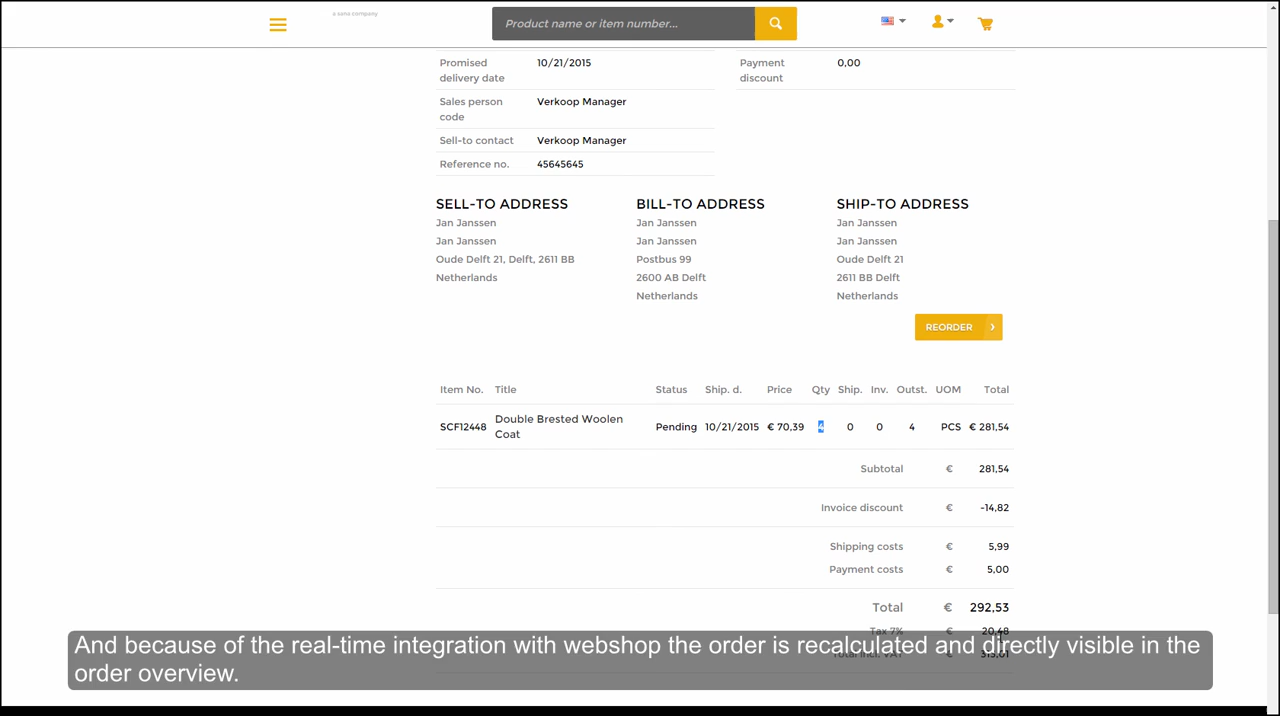 a sana company
Product name or item number...
Promised delivery date 10/21/2015
Payment discount 0,00
Sales person code Verkoop Manager
Sell-to contact Verkoop Manager
Reference no. 45645645
SELL-TO ADDRESS
Jan Janssen
Jan Janssen
Oude Delft 21, Delft, 2611 BB
Netherlands
BILL-TO ADDRESS
Jan Janssen
Jan Janssen
Postbus 99
2600 AB Delft
Netherlands
SHIP-TO ADDRESS
Jan Janssen
Jan Janssen
Oude Delft 21
2611 BB Delft
Netherlands
REORDER
Item No. Title Status Ship. d. Price Qty Ship. Inv. Outst. UOM Total
SCF12448 Double Brested Woolen Coat Pending 10/21/2015 € 70,39 4 0 0 4 PCS € 281,54
Subtotal € 281,54
Invoice discount € -14,82
Shipping costs € 5,99
Payment costs € 5,00
Total € 292,53
Tax 7% € 20,48
Total incl. VAT
And because of the real-time integration with webshop the order is recalculated and directly visible in the
order overview.